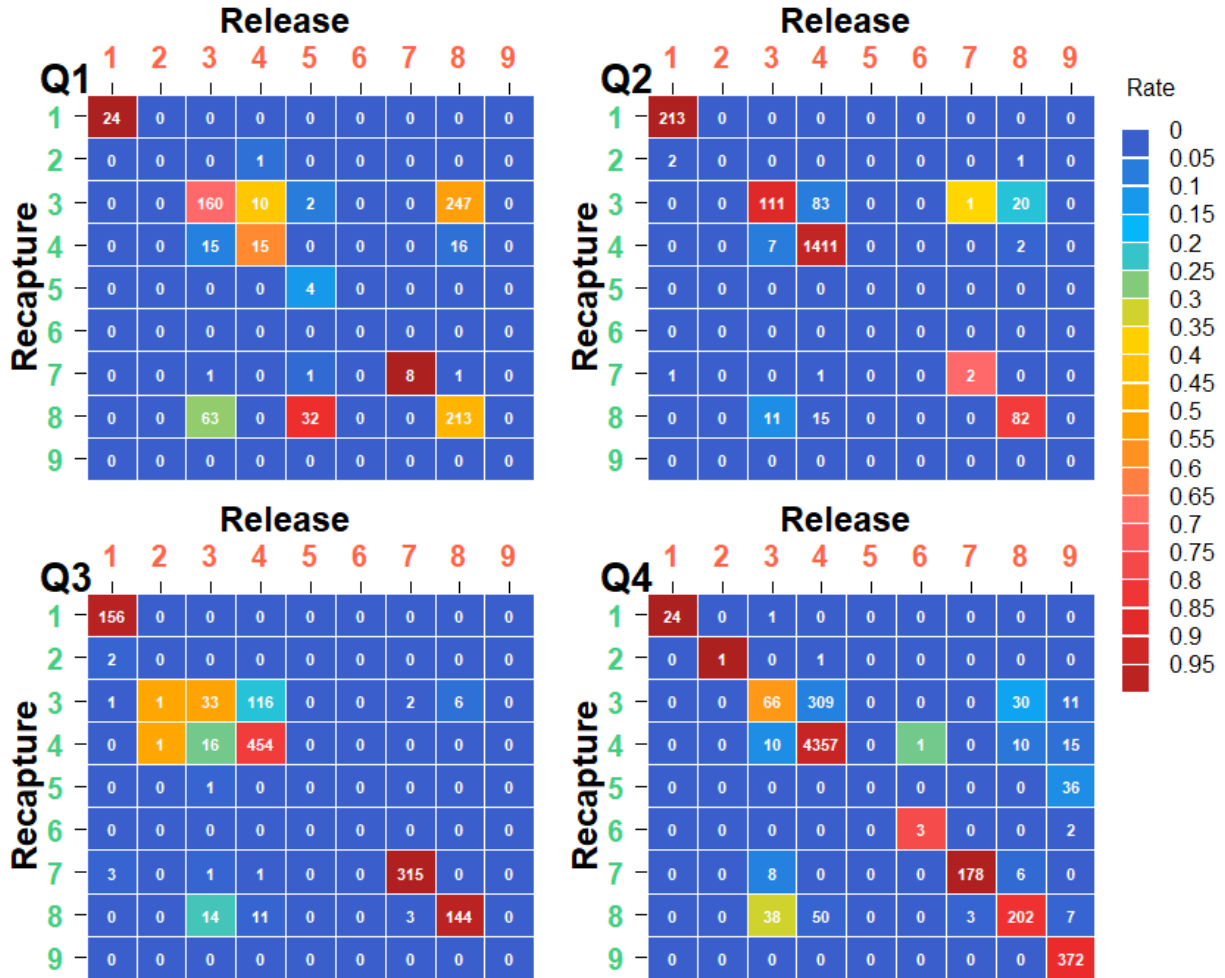 Release Release
1 2 3 4 5 6 7 8 9 1 2 3 4 5 6 7 8 9
Q1 Q2 Rate
Recapture Recapture
1 24 0 0 0 0 0 0 0 0 1 213 0 0 0 0 0 0 0 0
2 0 0 0 1 0 0 0 0 0 2 2 0 0 0 0 0 0 1 0
3 0 0 160 10 2 0 0 247 0 3 0 0 111 83 0 0 1 20 0
4 0 0 15 15 0 0 0 16 0 4 0 0 7 1411 0 0 0 2 0
5 0 0 0 0 4 0 0 0 0 5 0 0 0 0 0 0 0 0 0
6 0 0 0 0 0 0 0 0 0 6 0 0 0 0 0 0 0 0 0
7 0 0 1 0 1 0 8 1 0 7 1 0 0 1 0 0 2 0 0
8 0 0 63 0 32 0 0 213 0 8 0 0 11 15 0 0 0 82 0
9 0 0 0 0 0 0 0 0 0 9 0 0 0 0 0 0 0 0 0
Release Release
1 2 3 4 5 6 7 8 9 1 2 3 4 5 6 7 8 9
Q3 Q4
Recapture Recapture
1 156 0 0 0 0 0 0 0 0 1 24 0 1 0 0 0 0 0 0
2 2 0 0 0 0 0 0 0 0 2 0 1 0 1 0 0 0 0 0
3 1 1 33 116 0 0 2 6 0 3 0 0 66 309 0 0 0 30 11
4 0 1 16 454 0 0 0 0 0 4 0 0 10 4357 0 1 0 10 15
5 0 0 1 0 0 0 0 0 0 5 0 0 0 0 0 0 0 0 36
6 0 0 0 0 0 0 0 0 0 6 0 0 0 0 0 3 0 0 2
7 3 0 1 1 0 0 315 0 0 7 0 0 8 0 0 0 178 6 0
8 0 0 14 11 0 0 3 144 0 8 0 0 38 50 0 0 3 202 7
9 0 0 0 0 0 0 0 0 0 9 0 0 0 0 0 0 0 0 372
0
0.05
0.1
0.15
0.2
0.25
0.3
0.35
0.4
0.45
0.5
0.55
0.6
0.65
0.7
0.75
0.8
0.85
0.9
0.95